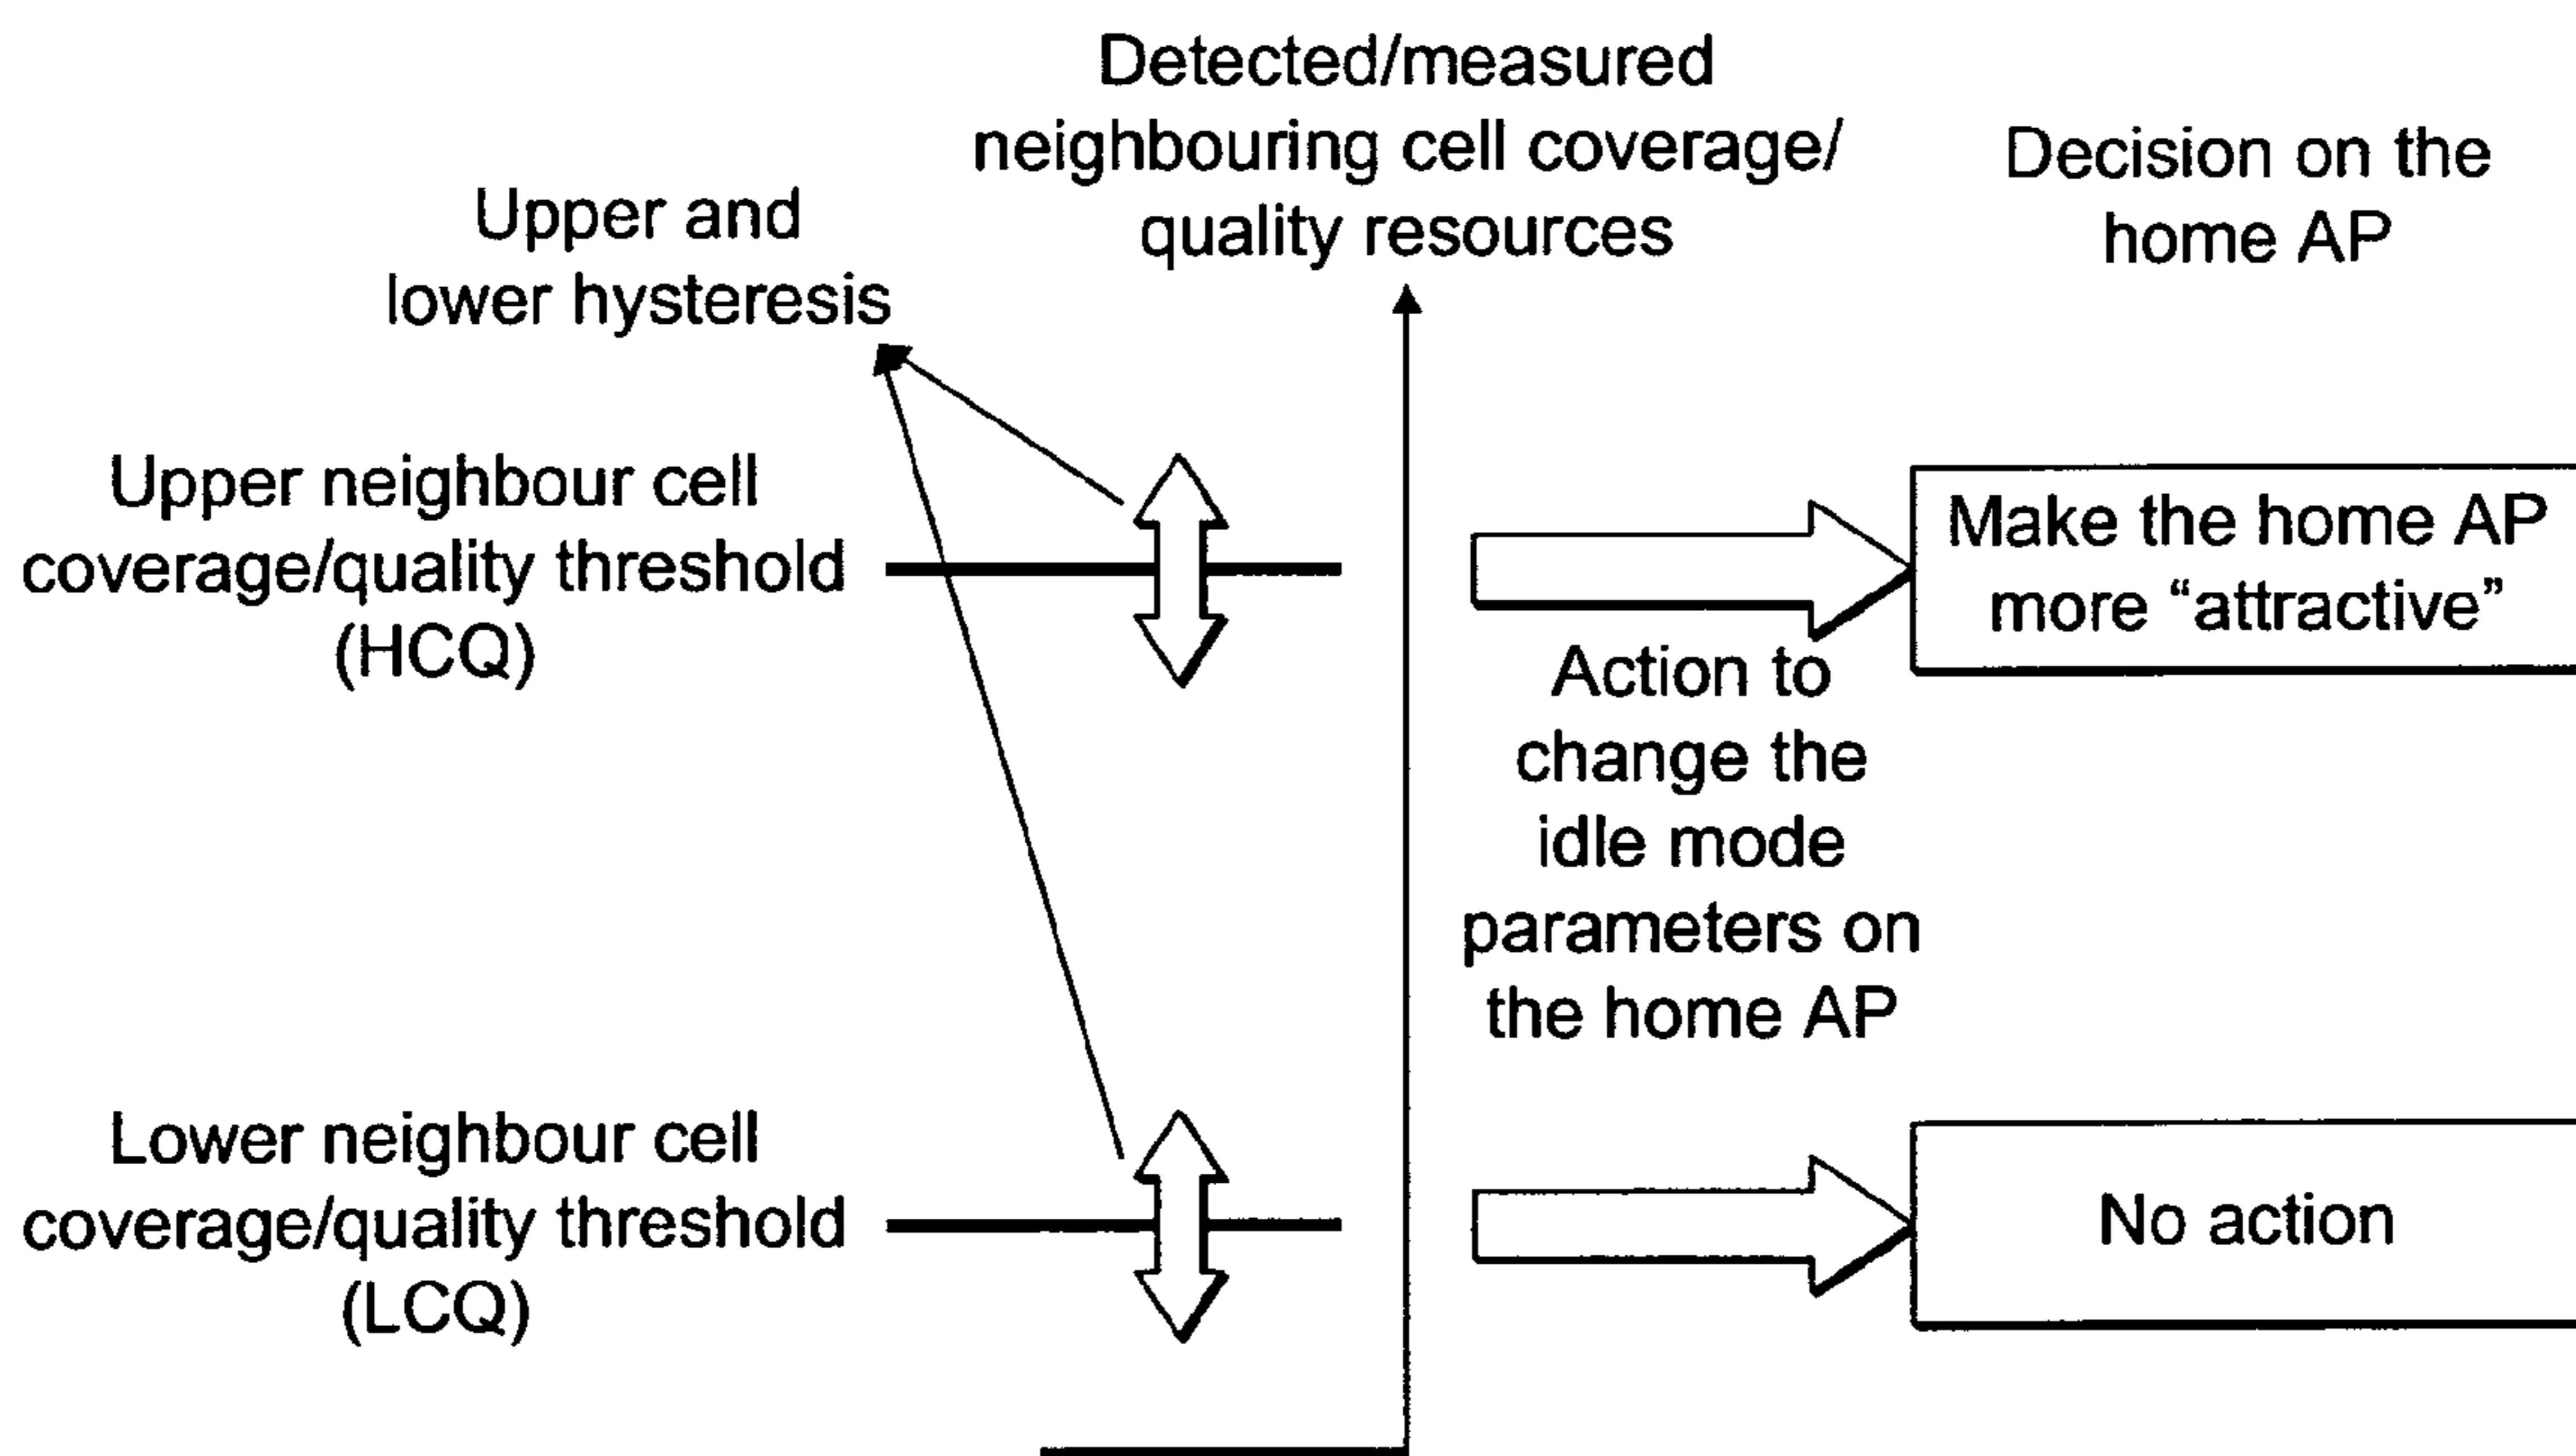 Detected/measured
neighbouring cell coverage/
quality resources
Decision on the
home AP
Upper and
lower hysteresis
Upper neighbour cell
coverage/quality threshold
(HCQ)
Make the home AP
more “attractive”
Action to
change the
idle mode
parameters on
the home AP
Lower neighbour cell
coverage/quality threshold
(LCQ)
No action